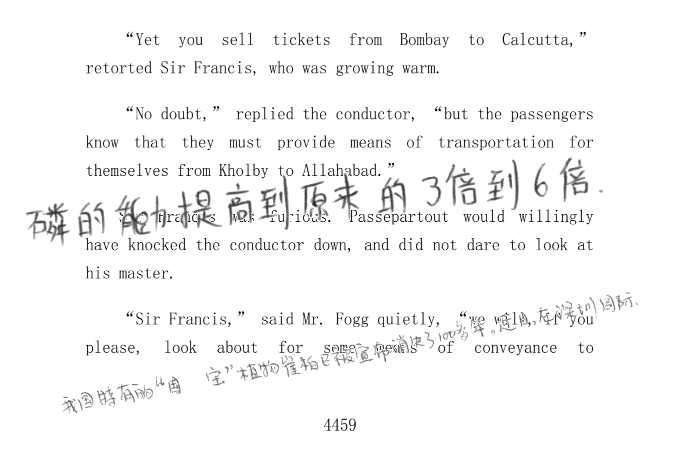 “Yet you sell tickets from Bombay to Calcutta,”
retorted Sir Francis, who was growing warm.
“No doubt,” replied the conductor, “but the passengers
know that they must provide means of transportation for
themselves from Kholby to Allahabad.”
磷的能力提高到原来的3倍到6倍.
Sir Francis was furious. Passepartout would willingly
have knocked the conductor down, and did not dare to look at
his master.
“Sir Francis,” said Mr. Fogg quietly, “we will, if you
please, look about for some means of conveyance to
我国特有的“国宝”植物崖柏已被宣布消失了100多年。近日,在深圳国际
4459